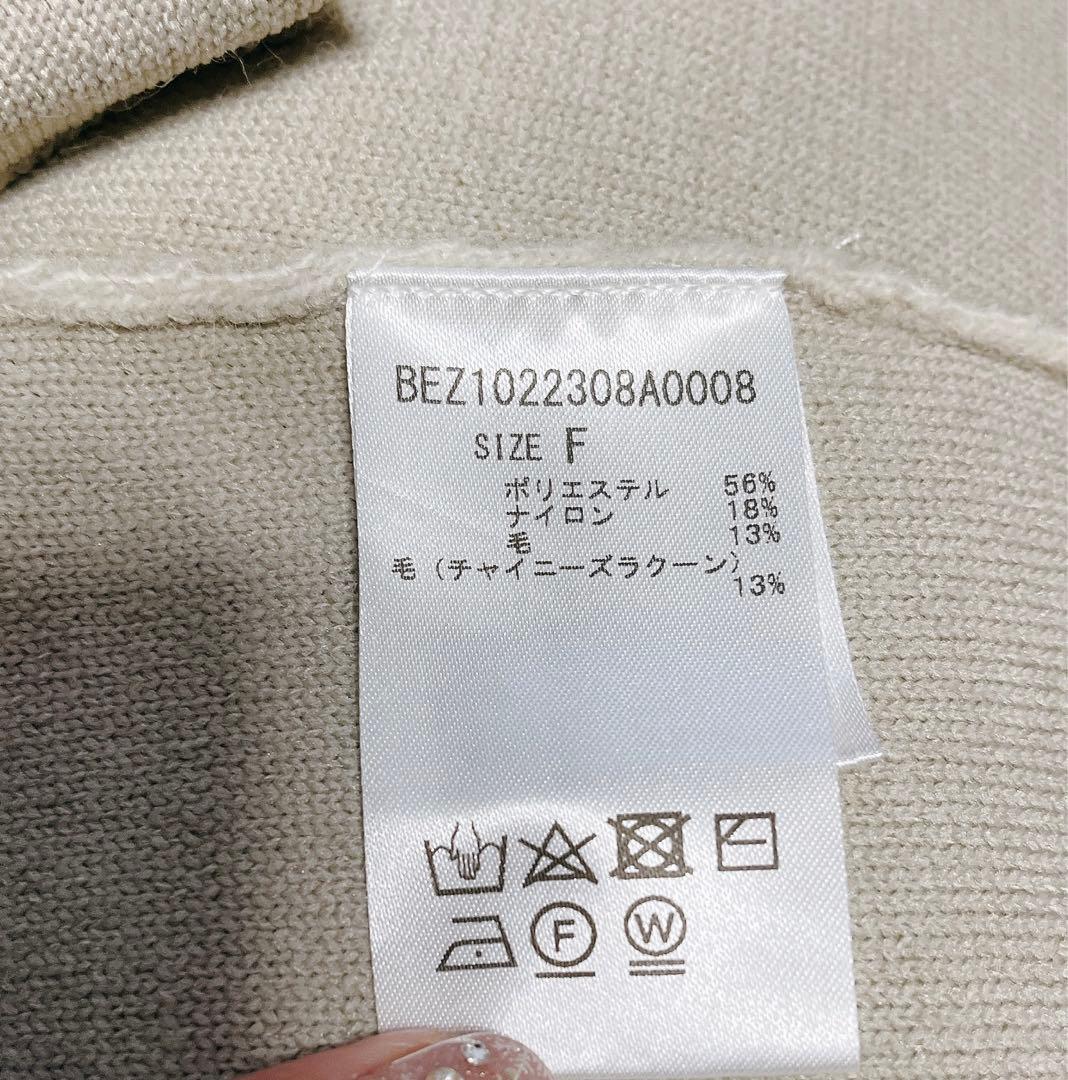 BEZ1022308A0008
SIZE F
ポリエステル 56%
ナイロン 18%
毛 13%
毛(チャイニーズラクーン)
13%
F W